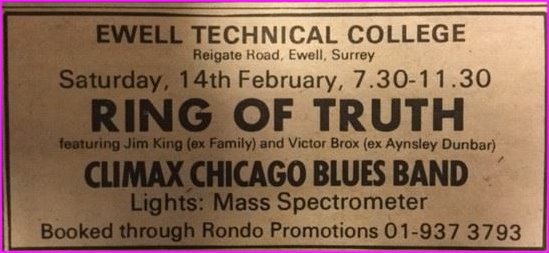 EWELL TECHNICAL COLLEGE
Reigate Road, Ewell, Surrey
Saturday, 14th February, 7.30-11.30
RING OF TRUTH
featuring Jim King (ex Family) and Victor Brox (ex Aynsley Dunbar)
CLIMAX CHICAGO BLUES BAND
Lights: Mass Spectrometer
Booked through Rondo Promotions 01-937 3793